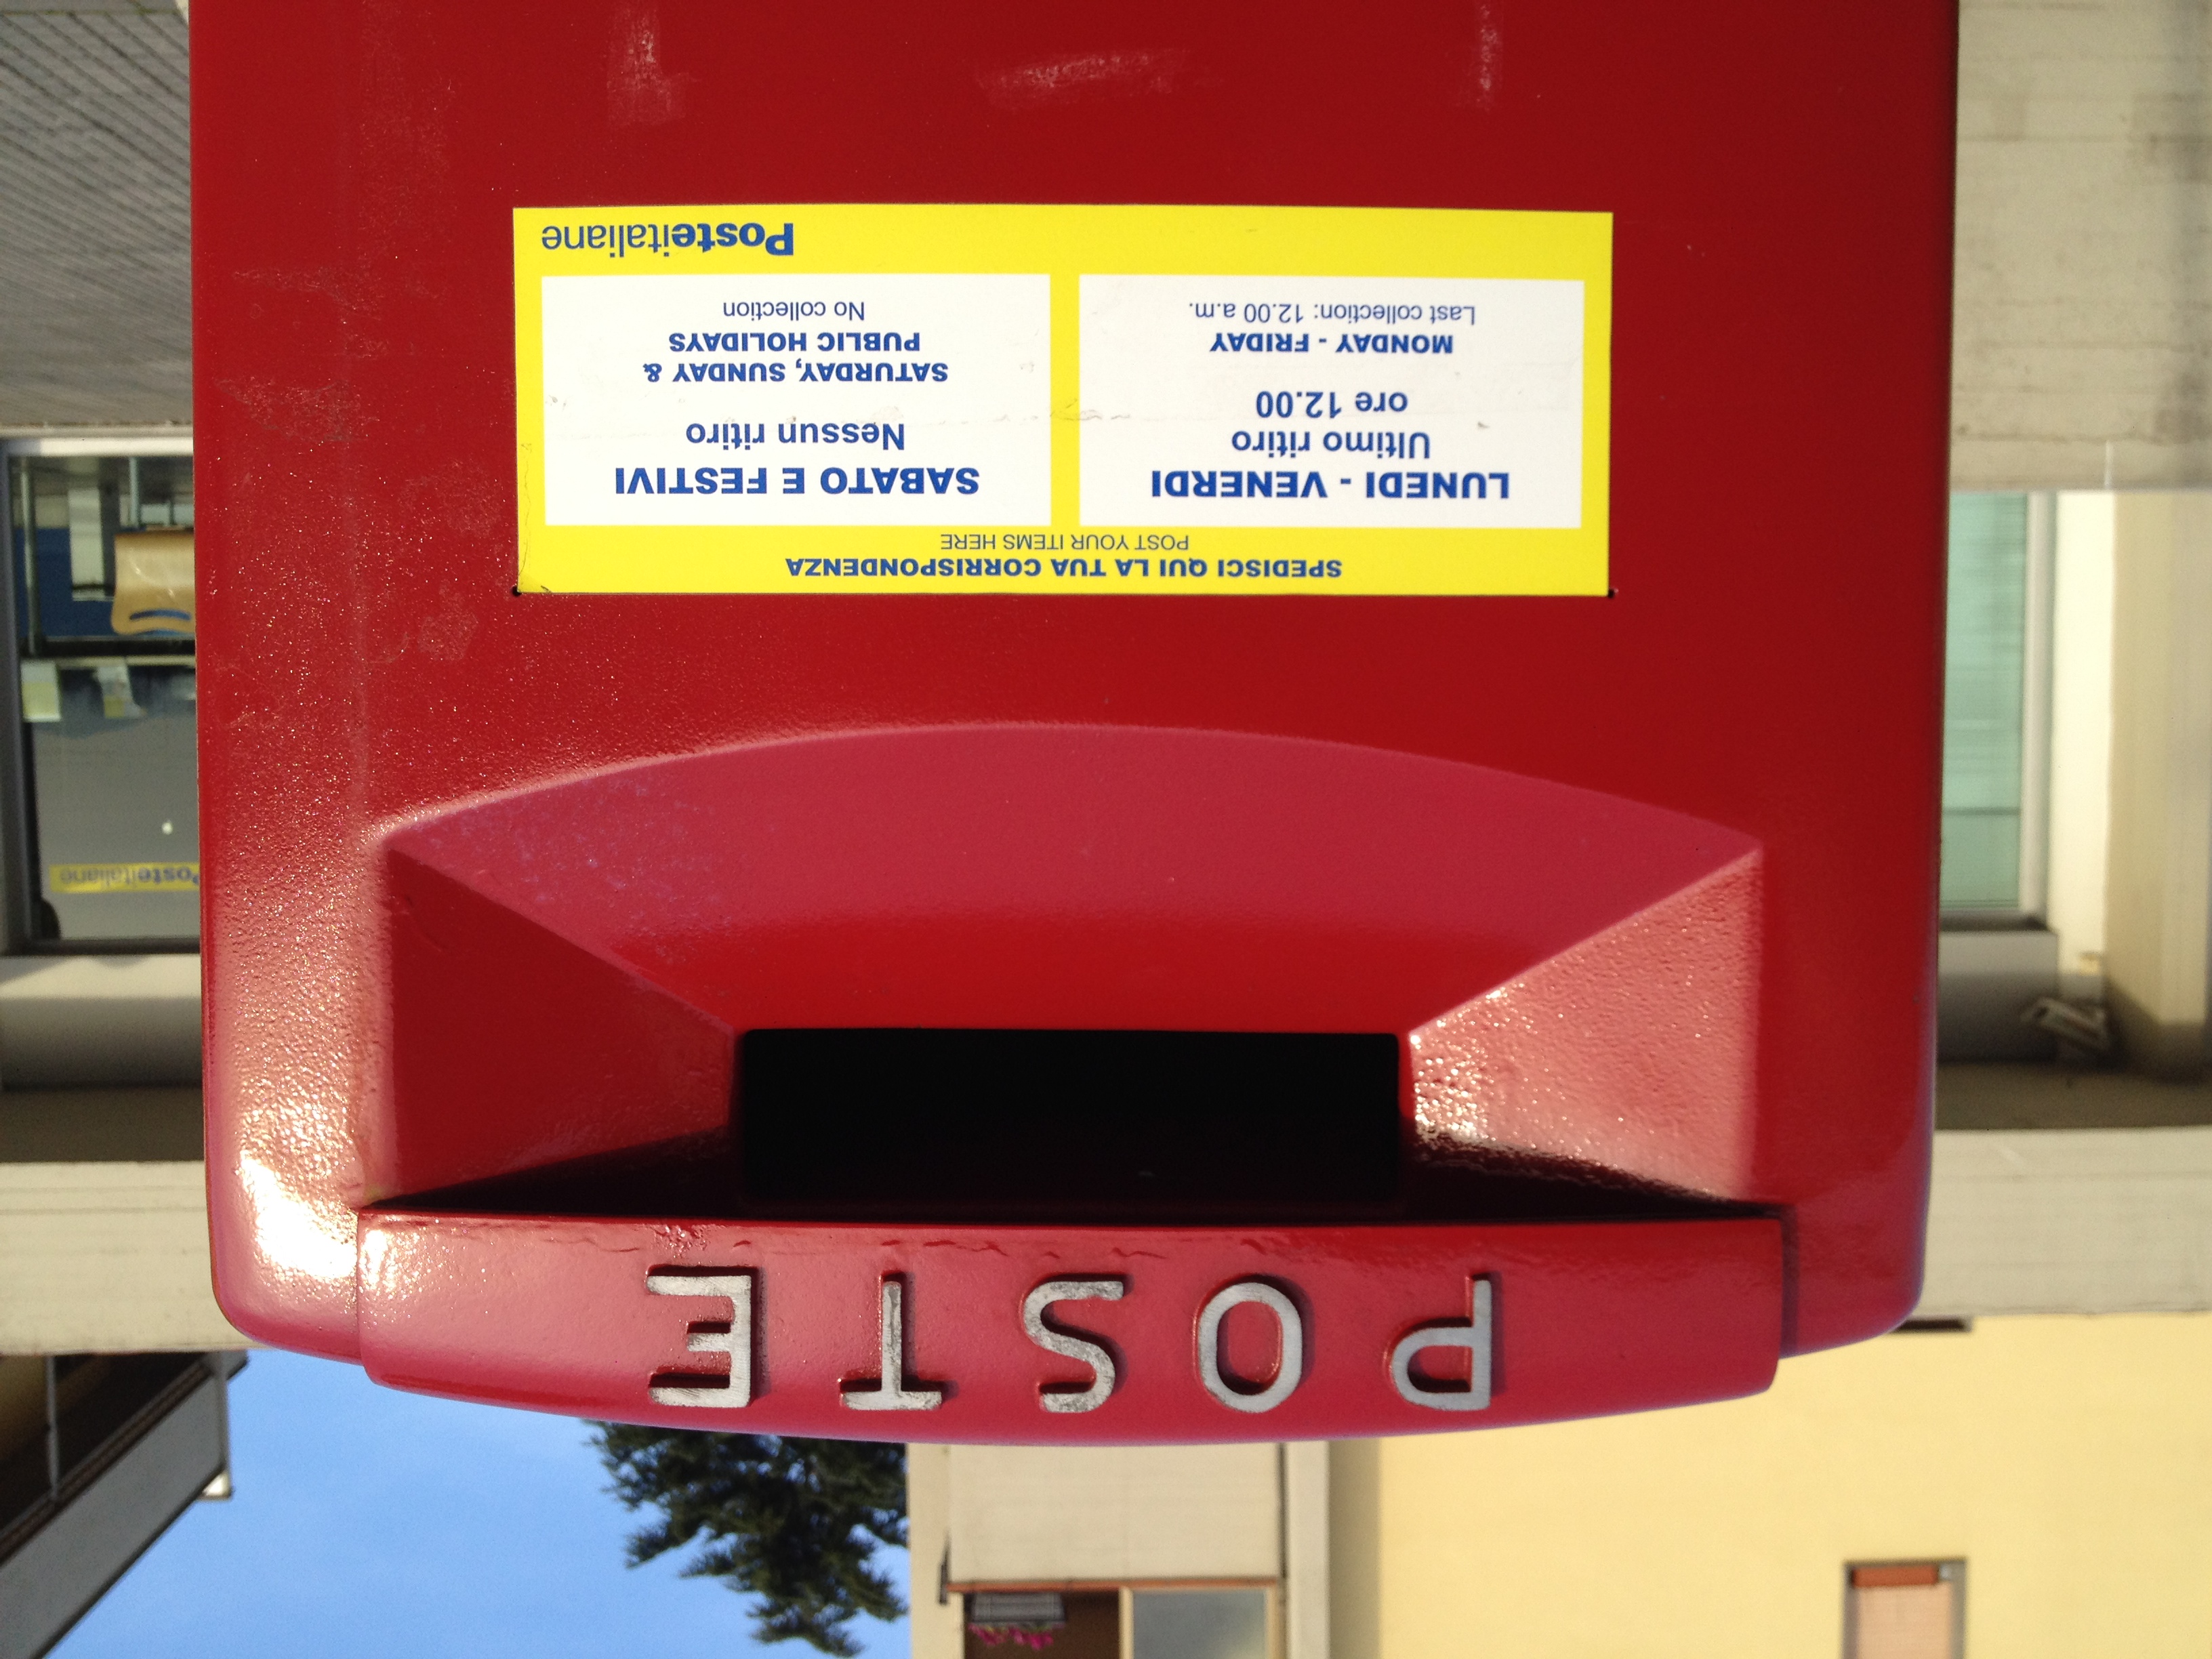 POSTE
SPEDISCI QUI LA TUA CORRISPONDENZA
POST YOUR ITEMS HERE
LUNEDI - VENERDI
Ultimo ritiro
ore 12.00
MONDAY - FRIDAY
Last collection: 12.00 a.m.
SABATO E FESTIVI
Nessun ritiro
SATURDAY, SUNDAY &
PUBLIC HOLIDAYS
No collection
Posteitaliane
Posteitaliane